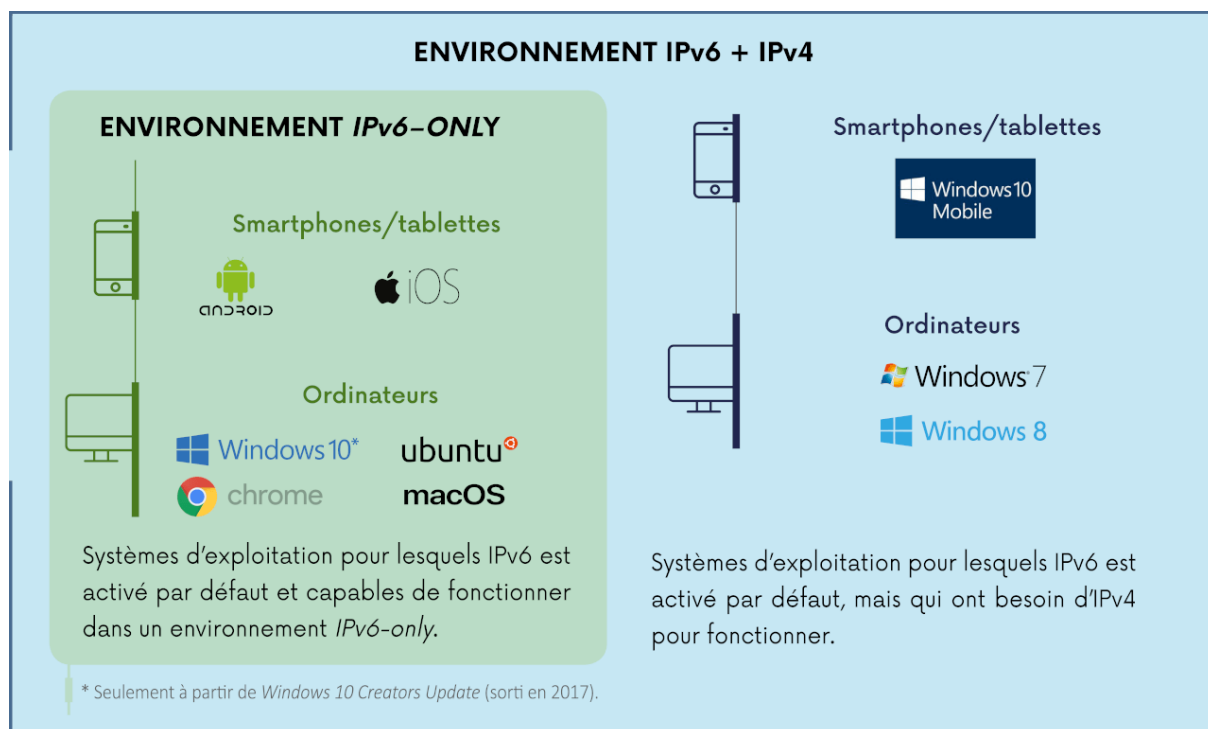 ENVIRONNEMENT IPv6 + IPv4
ENVIRONNEMENT IPv6-ONLY
Smartphones/tablettes
ANDROID
iOS
Ordinateurs
Windows 10*
ubuntu
chrome
macOS
Systèmes d'exploitation pour lesquels IPv6 est
activé par défaut et capables de fonctionner
dans un environnement IPv6-only.
* Seulement à partir de Windows 10 Creators Update (sorti en 2017).
Smartphones/tablettes
Windows 10
Mobile
Ordinateurs
Windows 7
Windows 8
Systèmes d'exploitation pour lesquels IPv6 est
activé par défaut, mais qui ont besoin d'IPv4
pour fonctionner.